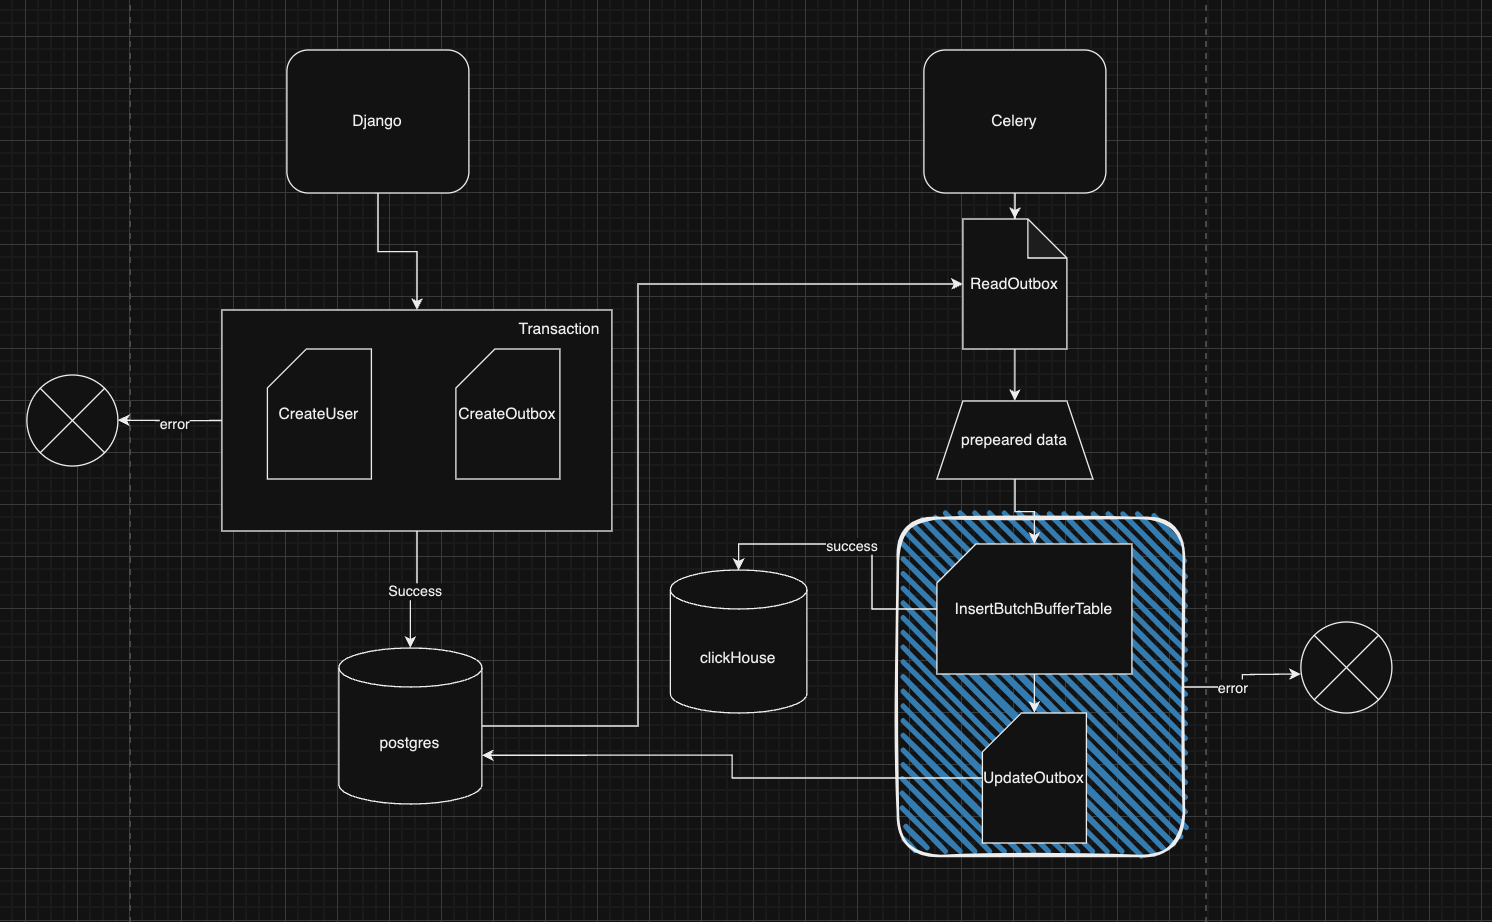 Django
Celery
ReadOutbox
Transaction
CreateUser
CreateOutbox
error
prepeared data
success
Success
InsertButchBufferTable
clickHouse
error
postgres
UpdateOutbox